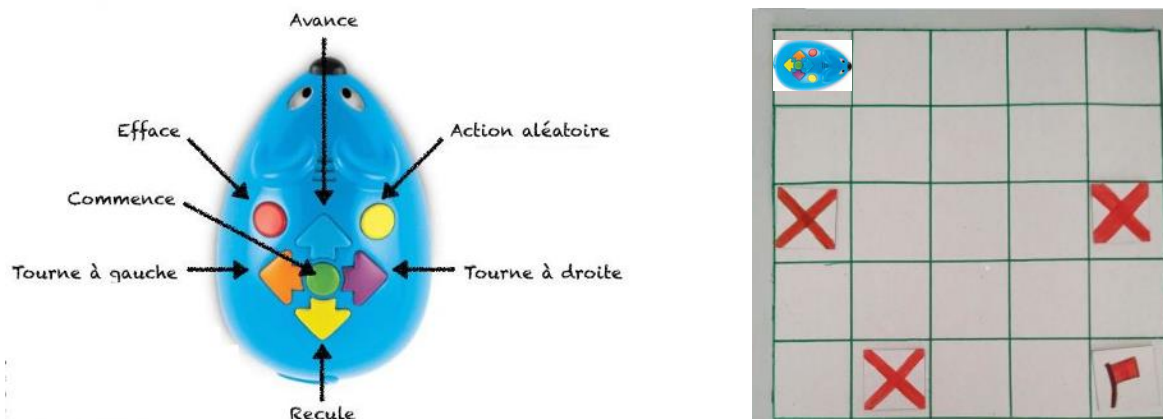 Avance
Efface
Action aléatoire
Commence
Tourne à gauche
Tourne à droite
Recule